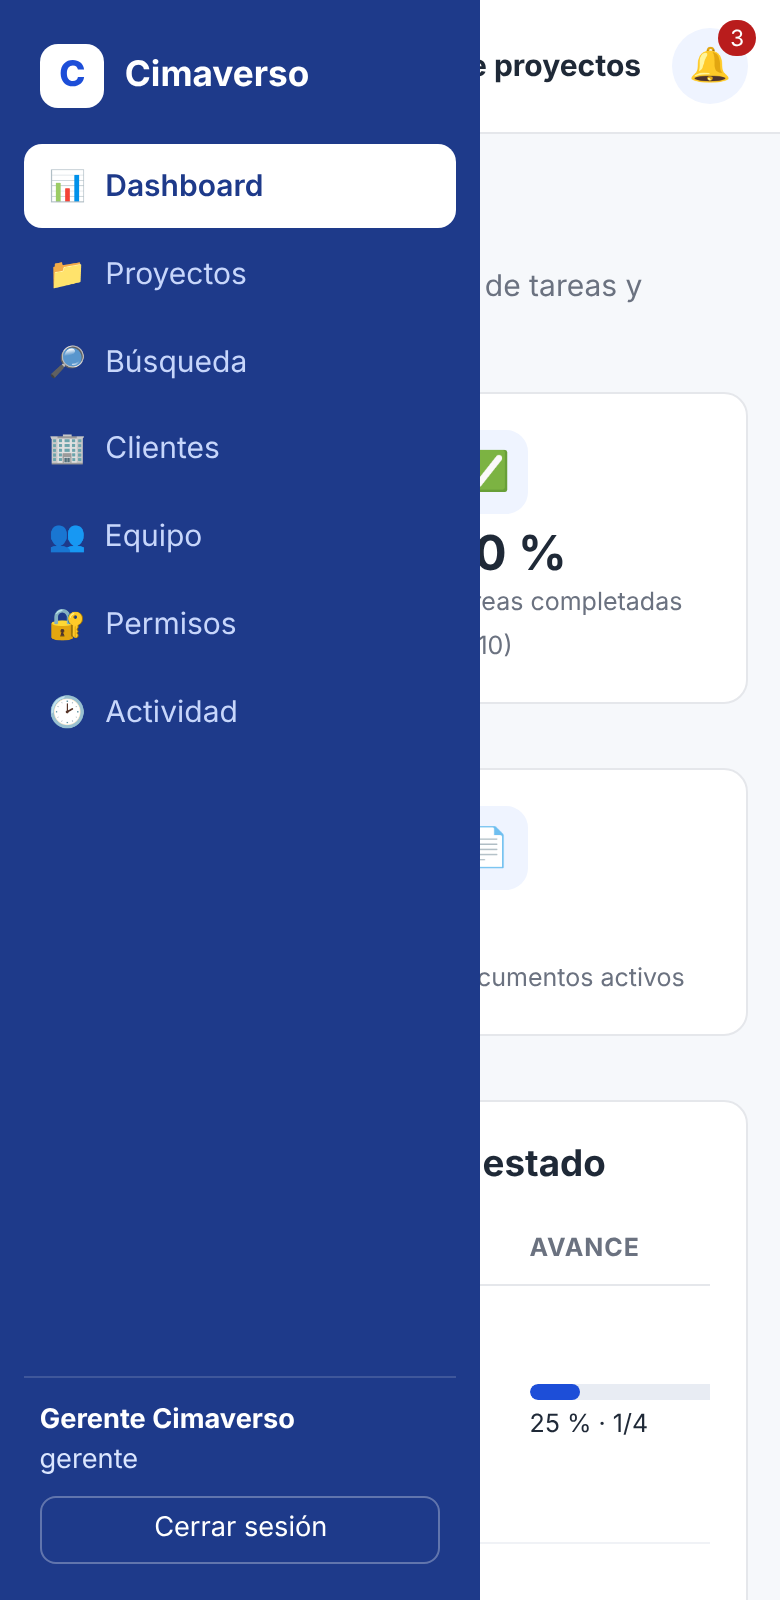 C Cimaverso
proyectos
3
Dashboard
Proyectos
Búsqueda
Clientes
Equipo
Permisos
Actividad
de tareas y
0 %
eas completadas
10)
cumentos activos
estado
AVANCE
25 % · 1/4
Gerente Cimaverso
gerente
Cerrar sesión